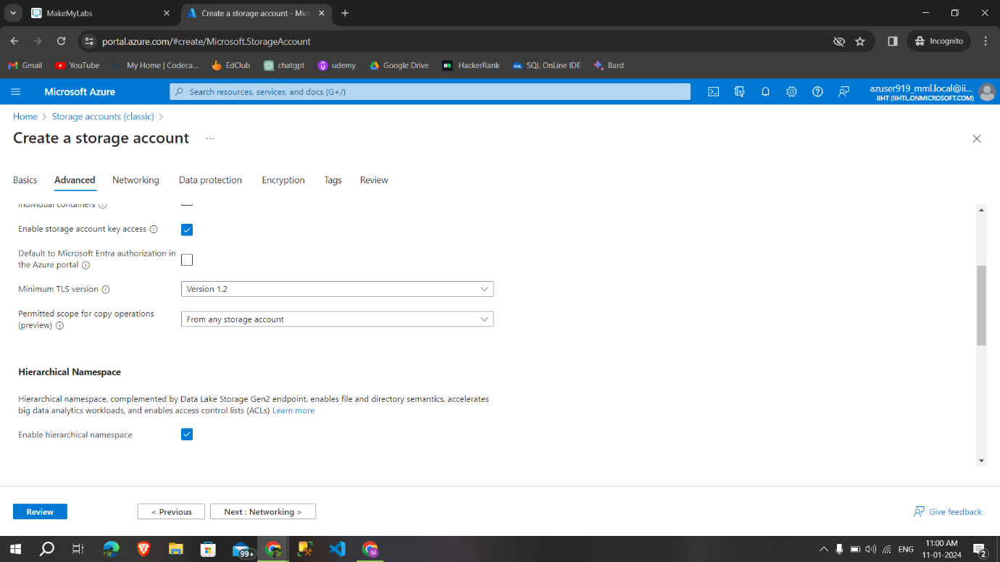 MakeMyLabs
Create a storage account - Micr
portal.azure.com/#create/Microsoft.StorageAccount
Incognito
Gmail
YouTube
My Home | Codeca...
EdClub
chatgpt
udemy
Google Drive
HackerRank
SQL OnLine IDE
Bard
Microsoft Azure
Search resources, services, and docs (G+/)
azuser919_mml.local@ii...
IIHT (IIHTL.ONMICROSOFT.COM)
Home
Storage accounts (classic)
Create a storage account
...
Basics
Advanced
Networking
Data protection
Encryption
Tags
Review
individual containers
Enable storage account key access
Default to Microsoft Entra authorization in
the Azure portal
Minimum TLS version
Version 1.2
Permitted scope for copy operations
(preview)
From any storage account
Hierarchical Namespace
Hierarchical namespace, complemented by Data Lake Storage Gen2 endpoint, enables file and directory semantics, accelerates
big data analytics workloads, and enables access control lists (ACLs) Learn more
Enable hierarchical namespace
Review
< Previous
Next : Networking >
Give feedback
99+
ENG
11:00 AM
11-01-2024
2